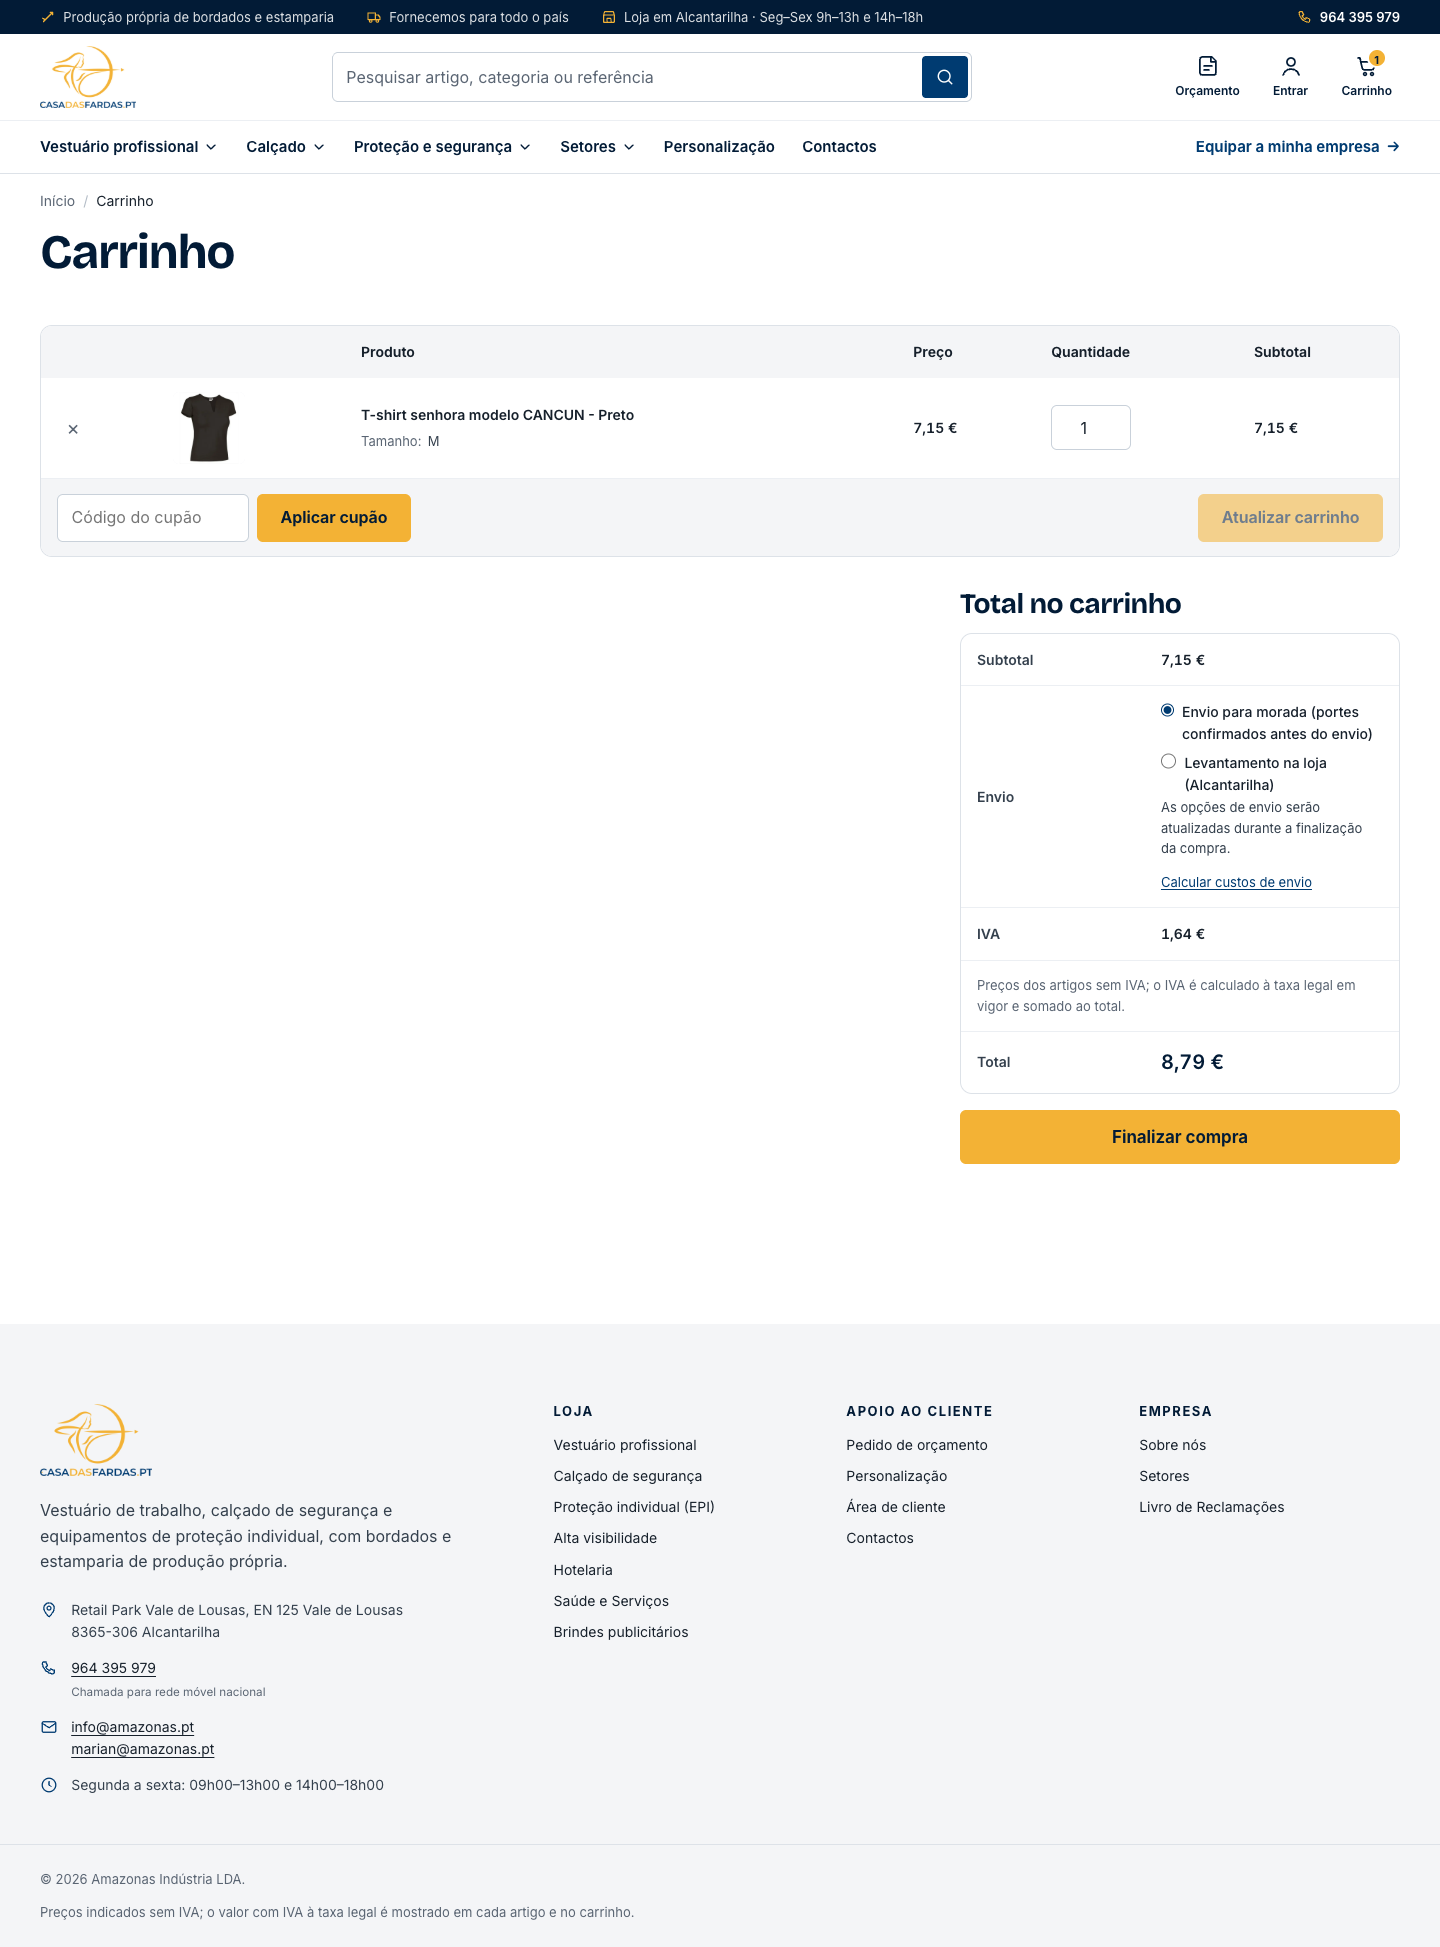 Produção própria de bordados e estamparia
Fornecemos para todo o país
Loja em Alcantarilha · Seg–Sex 9h–13h e 14h–18h
964 395 979
CASADASFARDAS.PT
Pesquisar artigo, categoria ou referência
Orçamento
Entrar
1
Carrinho
Vestuário profissional
Calçado
Proteção e segurança
Setores
Personalização
Contactos
Equipar a minha empresa →
Início / Carrinho
Carrinho
Produto
Preço
Quantidade
Subtotal
×
T-shirt senhora modelo CANCUN - Preto
Tamanho: M
7,15 €
1
7,15 €
Código do cupão
Aplicar cupão
Atualizar carrinho
Total no carrinho
Subtotal
7,15 €
Envio
Envio para morada (portes
confirmados antes do envio)
Levantamento na loja
(Alcantarilha)
As opções de envio serão
atualizadas durante a finalização
da compra.
Calcular custos de envio
IVA
1,64 €
Preços dos artigos sem IVA; o IVA é calculado à taxa legal em
vigor e somado ao total.
Total
8,79 €
Finalizar compra
CASADASFARDAS.PT
Vestuário de trabalho, calçado de segurança e
equipamentos de proteção individual, com bordados e
estamparia de produção própria.
Retail Park Vale de Lousas, EN 125 Vale de Lousas
8365-306 Alcantarilha
964 395 979
Chamada para rede móvel nacional
info@amazonas.pt
marian@amazonas.pt
Segunda a sexta: 09h00–13h00 e 14h00–18h00
LOJA
Vestuário profissional
Calçado de segurança
Proteção individual (EPI)
Alta visibilidade
Hotelaria
Saúde e Serviços
Brindes publicitários
APOIO AO CLIENTE
Pedido de orçamento
Personalização
Área de cliente
Contactos
EMPRESA
Sobre nós
Setores
Livro de Reclamações
© 2026 Amazonas Indústria LDA.
Preços indicados sem IVA; o valor com IVA à taxa legal é mostrado em cada artigo e no carrinho.